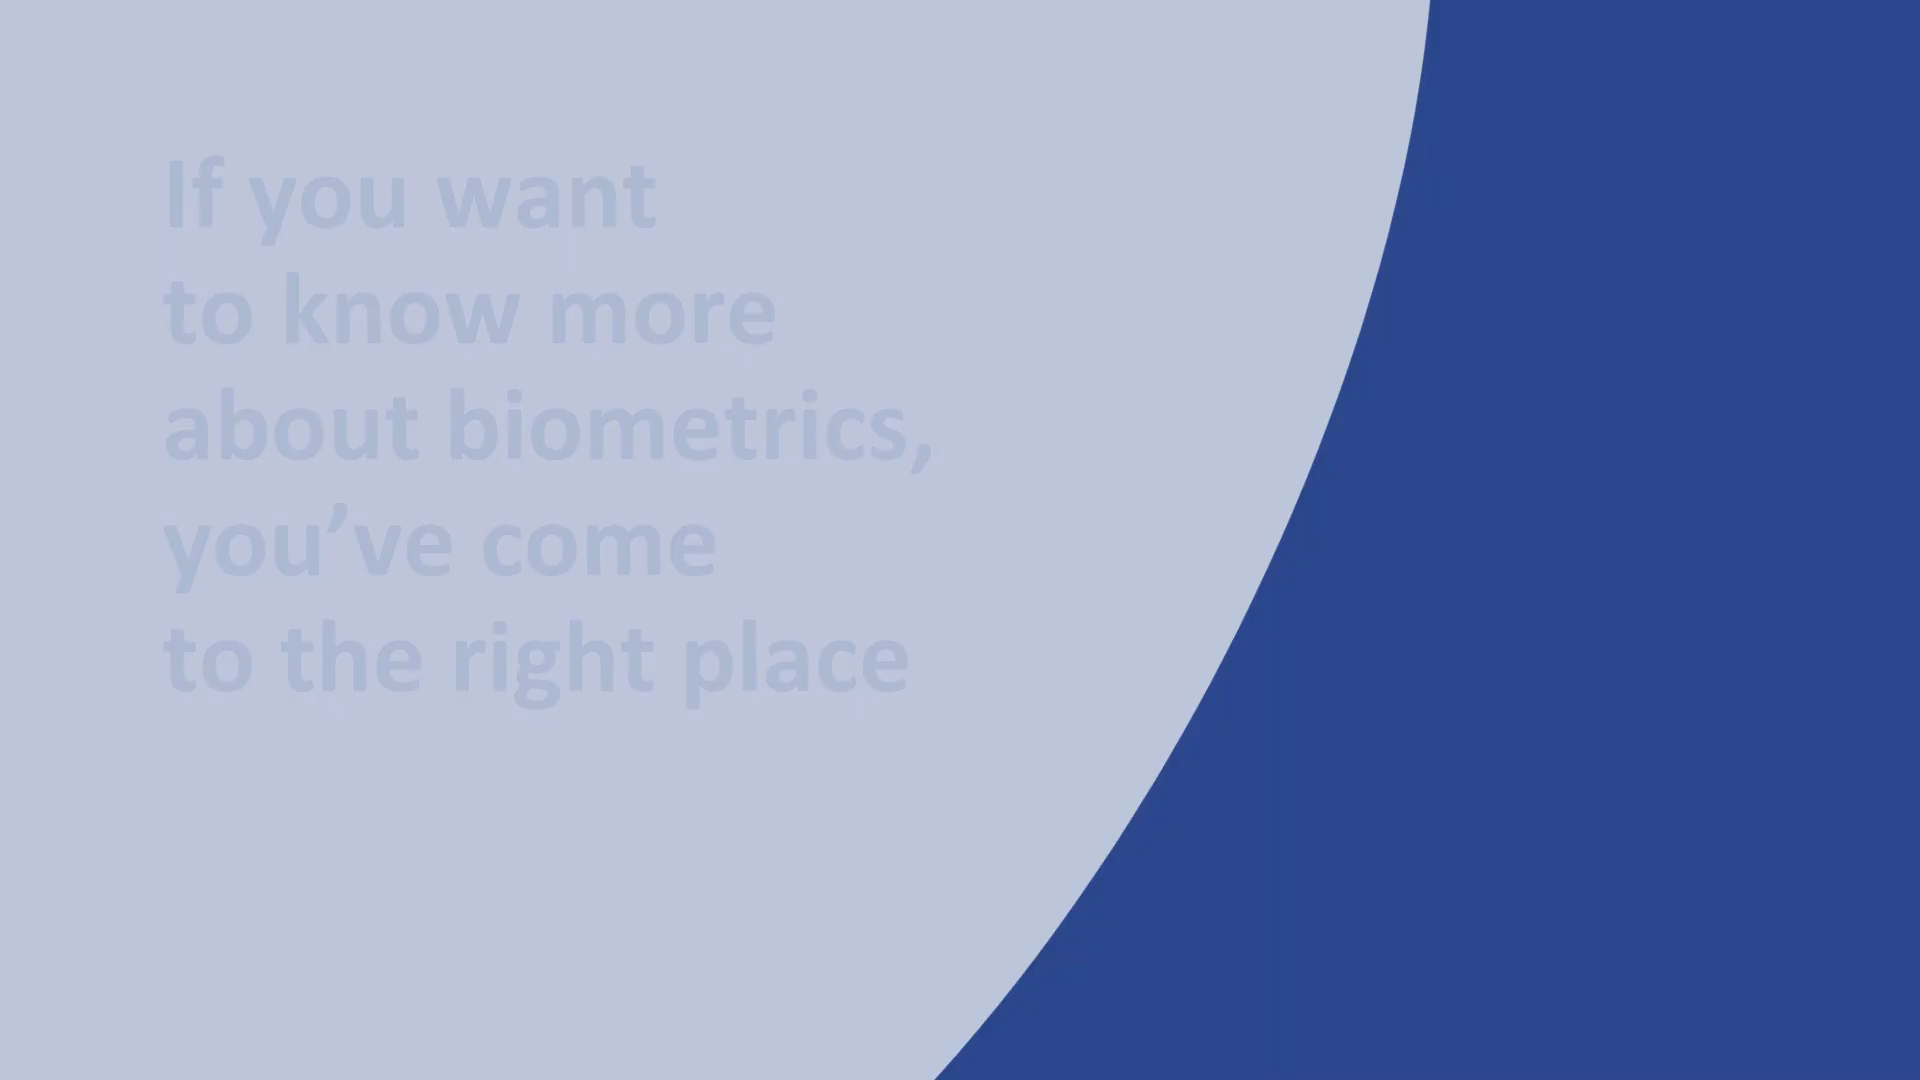 If you want
to know more
about biometrics,
you’ve come
to the right place